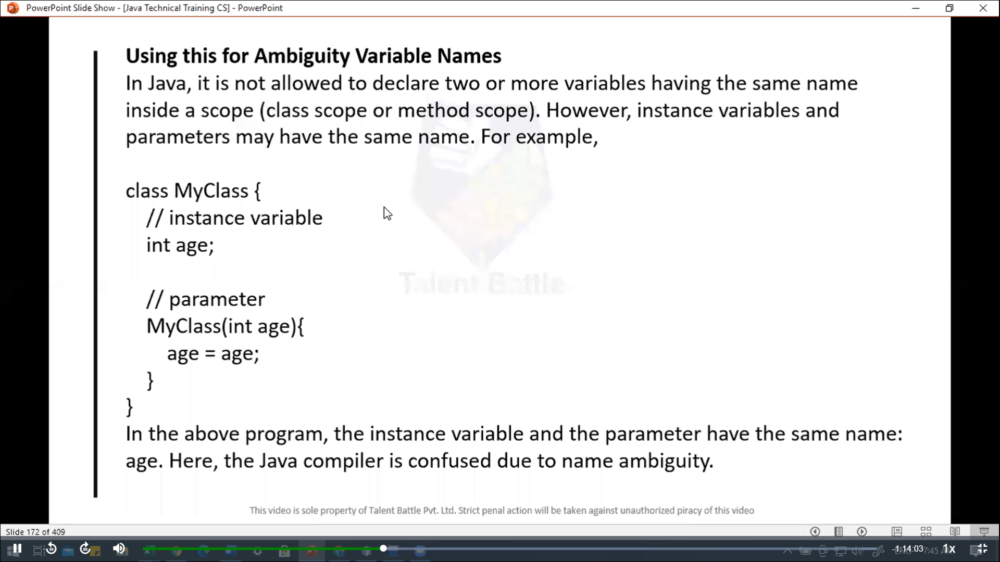 PowerPoint Slide Show - [Java Technical Training CS] - PowerPoint
Using this for Ambiguity Variable Names
In Java, it is not allowed to declare two or more variables having the same name
inside a scope (class scope or method scope). However, instance variables and
parameters may have the same name. For example,
class MyClass {
// instance variable
int age;
Talent Battle
// parameter
MyClass(int age){
age = age;
}
}
In the above program, the instance variable and the parameter have the same name:
age. Here, the Java compiler is confused due to name ambiguity.
This video is sole property of Talent Battle Pvt. Ltd. Strict penal action will be taken against unauthorized piracy of this video
Slide 172 of 409
10 30 -1:14:03 1x